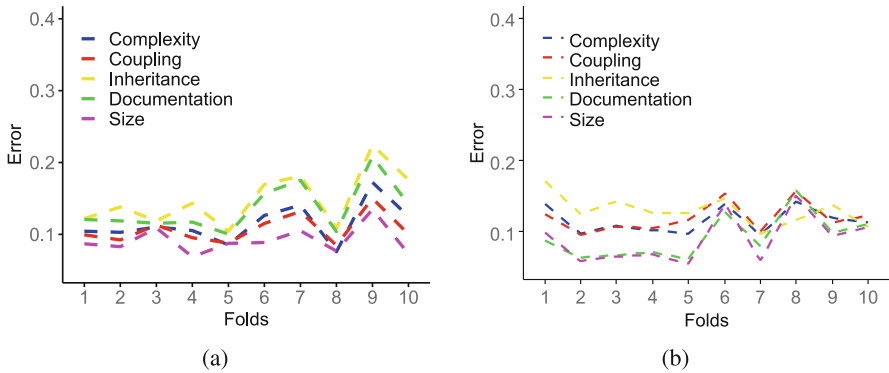 0.4
0.3
0.2
0.1
Error
Complexity
Coupling
Inheritance
Documentation
Size
1 2 3 4 5 6 7 8 9 10
Folds
(a)
0.4
0.3
0.2
0.1
Error
Complexity
Coupling
Inheritance
Documentation
Size
1 2 3 4 5 6 7 8 9 10
Folds
(b)